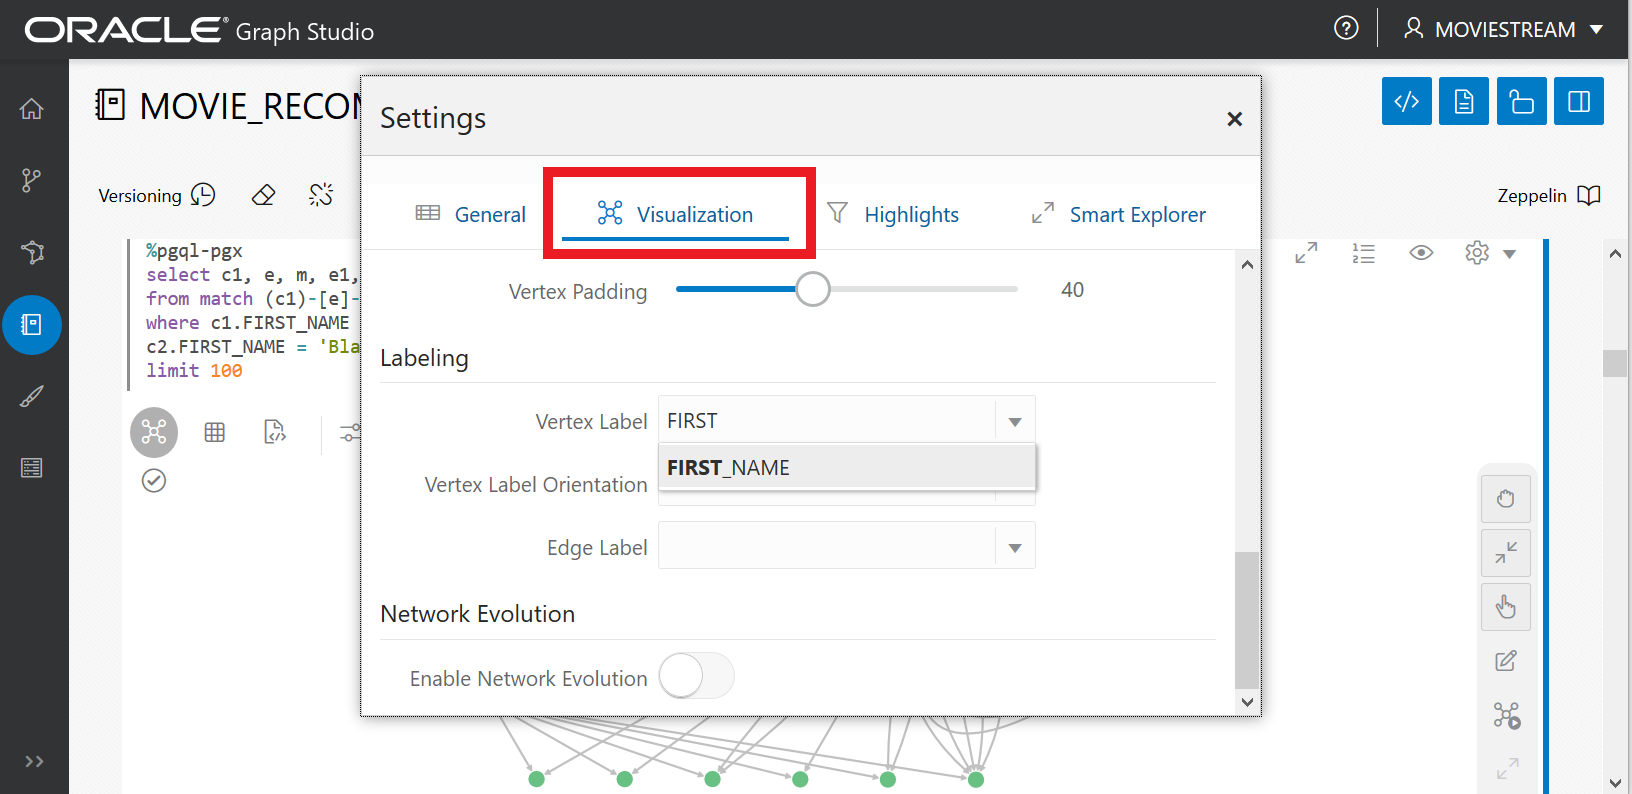 ORACLE® Graph Studio
MOVIESTREAM
MOVIE_RECOM
Settings
Versioning
Zeppelin
General
Visualization
Highlights
Smart Explorer
%pgql-pgx
select c1, e, m, e1,
from match (c1)-[e]-
where c1.FIRST_NAME
c2.FIRST_NAME = 'Bla
limit 100
Vertex Padding
40
Labeling
Vertex Label
FIRST
FIRST_NAME
Vertex Label Orientation
Edge Label
Network Evolution
Enable Network Evolution